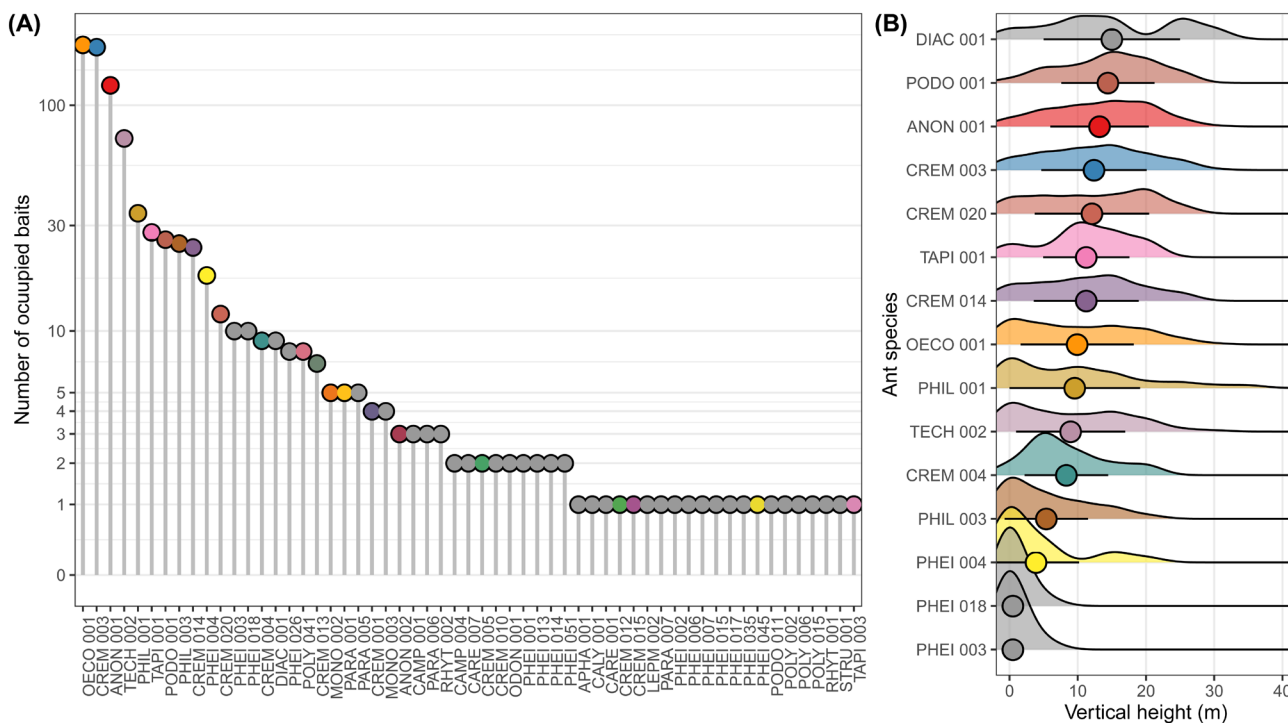 (A)
Number of ocuupied baits
100
30
10
5
4
3
2
1
0
OECO 001
CREM 003
ANON 001
TECH 002
PHIL 001
TAPI 001
PODO 001
PHIL 003
CREM 014
PHEI 004
CREM 020
PHEI 003
PHEI 018
CREM 004
DIAC 001
PHEI 026
POLY 041
CREM 013
MONO 001
PARA 001
PARA 005
CREM 001
MONO 003
ANON 002
CAMP 001
PARA 006
RHYT 002
CAMP 004
CARE 007
CREM 005
CREM 010
ODON 001
PHEI 001
PHEI 013
PHEI 014
PHEI 051
APHA 001
CALY 001
CARE 001
CREM 012
CREM 015
LEPM 002
PARA 007
PHEI 002
PHEI 006
PHEI 007
PHEI 015
PHEI 017
PHEI 035
PHEI 045
PODO 011
POLY 002
POLY 006
POLY 015
RHYT 001
STRU 001
TAPI 003
(B)
Ant species
DIAC 001
PODO 001
ANON 001
CREM 003
CREM 020
TAPI 001
CREM 014
OECO 001
PHIL 001
TECH 002
CREM 004
PHIL 003
PHEI 004
PHEI 018
PHEI 003
0 10 20 30 40
Vertical height (m)